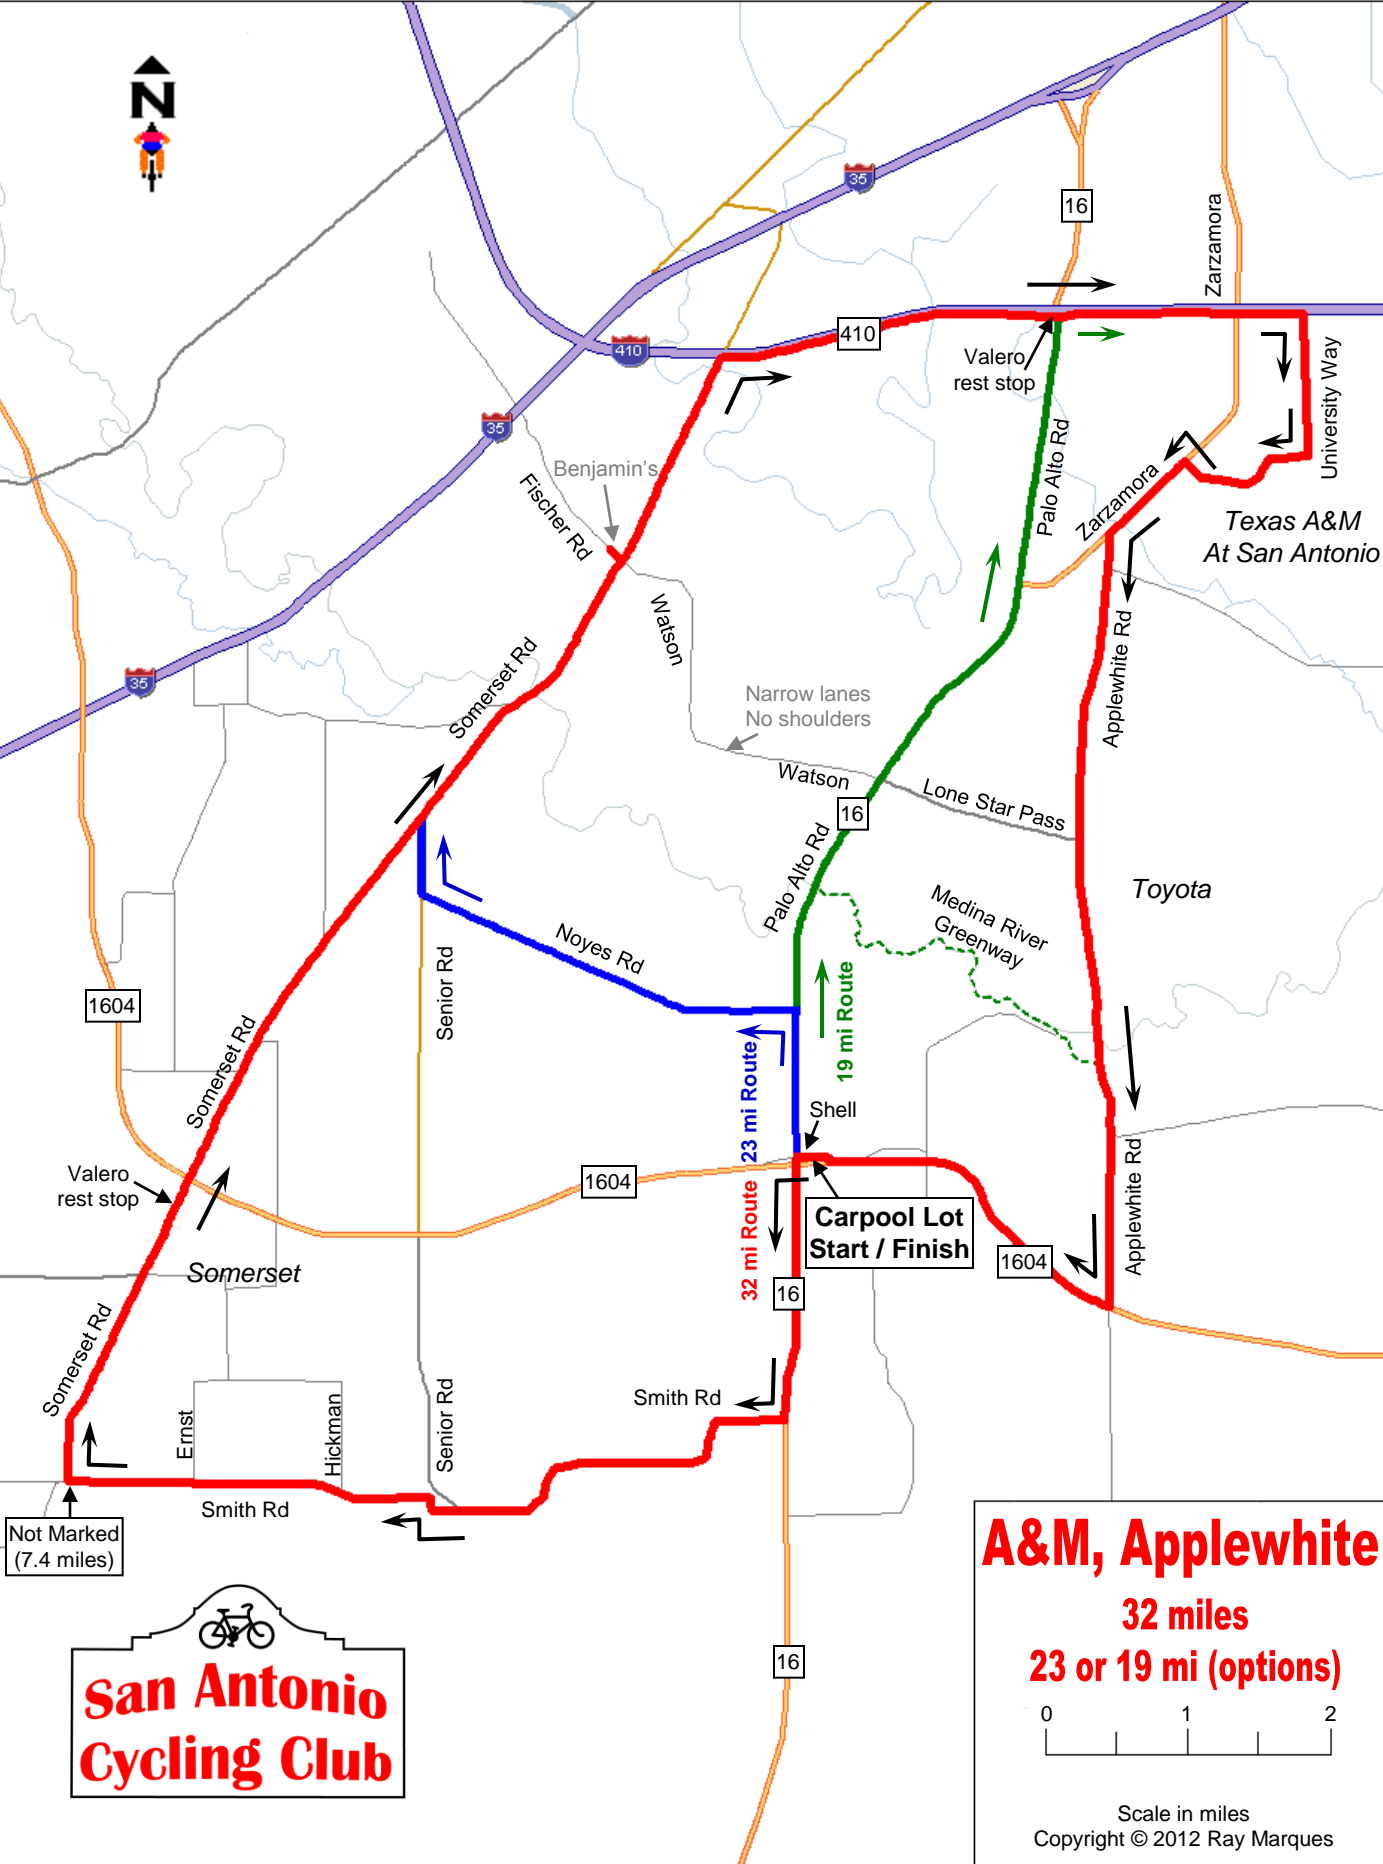 N
35
16
Zarzamora
410
410
Valero
rest stop
University Way
35
Benjamin's
Fischer Rd
Palo Alto Rd
Zarzamora
Texas A&M
At San Antonio
Watson
Applewhite Rd
35
Somerset Rd
Narrow lanes
No shoulders
Watson
Lone Star Pass
16
Palo Alto Rd
Toyota
Medina River
Greenway
Noyes Rd
Senior Rd
1604
19 mi Route
Somerset Rd
23 mi Route
Shell
Valero
rest stop
1604
32 mi Route
Carpool Lot
Start / Finish
Applewhite Rd
1604
Somerset
16
Somerset Rd
Smith Rd
Ernst
Hickman
Senior Rd
Smith Rd
Not Marked
(7.4 miles)
A&M, Applewhite
32 miles
23 or 19 mi (options)
16
San Antonio
Cycling Club
0 1 2
Scale in miles
Copyright © 2012 Ray Marques